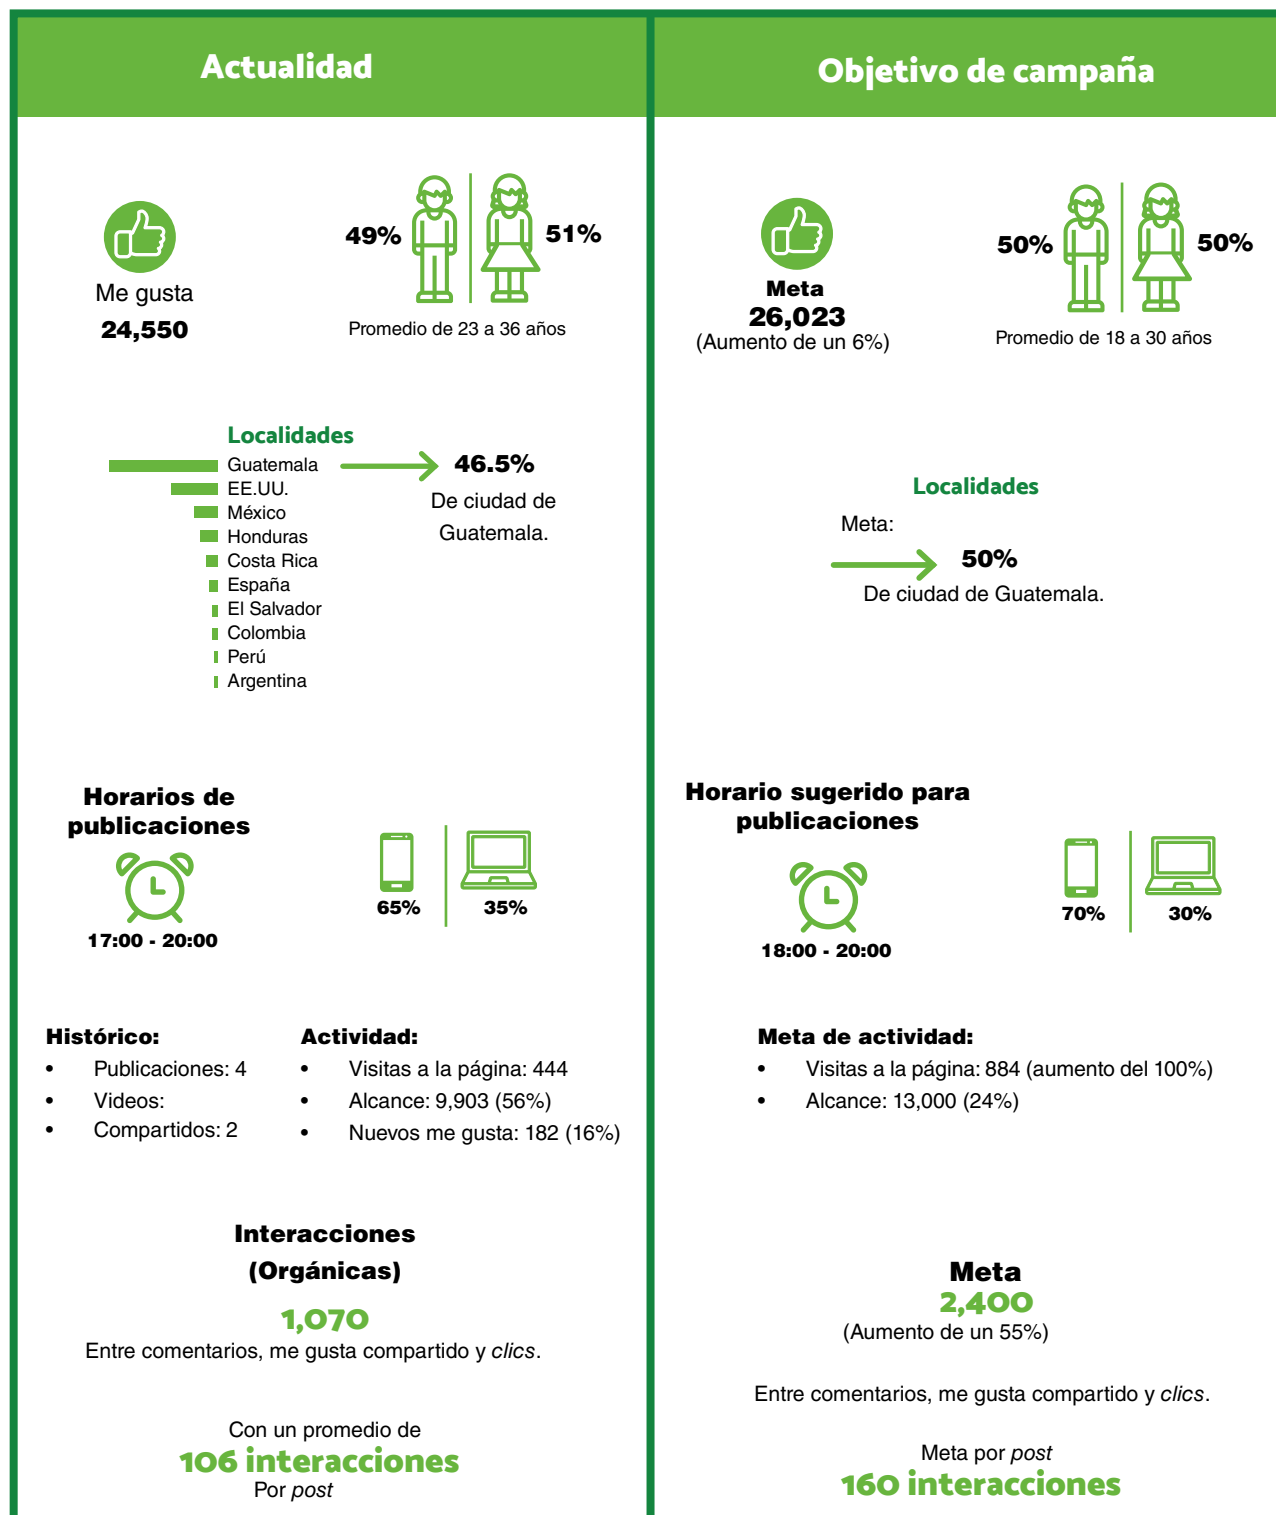 Actualidad
Me gusta
24,550
49%
51%
Promedio de 23 a 36 años
Localidades
Guatemala
EE.UU.
México
Honduras
Costa Rica
España
El Salvador
Colombia
Perú
Argentina
46.5%
De ciudad de
Guatemala.
Horarios de
publicaciones
17:00 - 20:00
65%
35%
Histórico:
• Publicaciones: 4
• Videos:
• Compartidos: 2
Actividad:
• Visitas a la página: 444
• Alcance: 9,903 (56%)
• Nuevos me gusta: 182 (16%)
Interacciones
(Orgánicas)
1,070
Entre comentarios, me gusta compartido y clics.
Con un promedio de
106 interacciones
Por post
Objetivo de campaña
Meta
26,023
(Aumento de un 6%)
50%
50%
Promedio de 18 a 30 años
Localidades
Meta:
50%
De ciudad de Guatemala.
Horario sugerido para
publicaciones
18:00 - 20:00
70%
30%
Meta de actividad:
• Visitas a la página: 884 (aumento del 100%)
• Alcance: 13,000 (24%)
Meta
2,400
(Aumento de un 55%)
Entre comentarios, me gusta compartido y clics.
Meta por post
160 interacciones